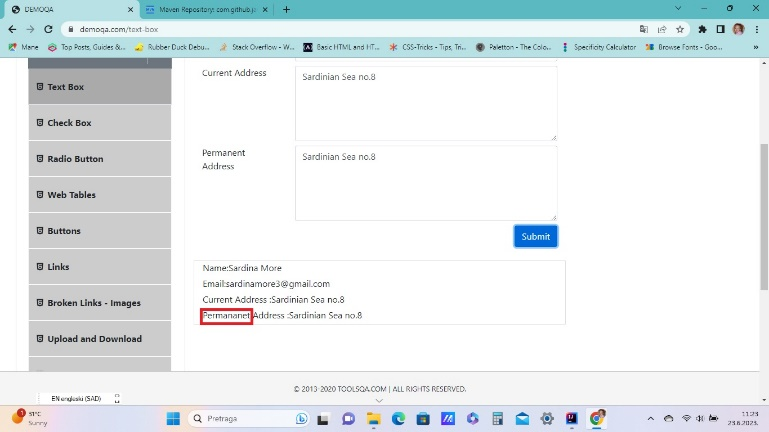 DEMOQA
Maven Repository: com.github.ja
demoqa.com/text-box
Mane
Top Posts, Guides &...
Rubber Duck Debu...
Stack Overflow - W...
Basic HTML and HT...
CSS-Tricks - Tips, Tri...
Paletton - The Colo...
Specificity Calculator
Browse Fonts - Goo...
Text Box
Check Box
Radio Button
Web Tables
Buttons
Links
Broken Links - Images
Upload and Download
Current Address
Sardinian Sea no.8
Permanent
Address
Sardinian Sea no.8
Submit
Name:Sardina More
Email:sardinamore3@gmail.com
Current Address :Sardinian Sea no.8
Permananet Address :Sardinian Sea no.8
© 2013-2020 TOOLSQA.COM | ALL RIGHTS RESERVED.
EN engleski (SAD)
1
31°C
Sunny
Pretraga
11.23
23.6.2023.